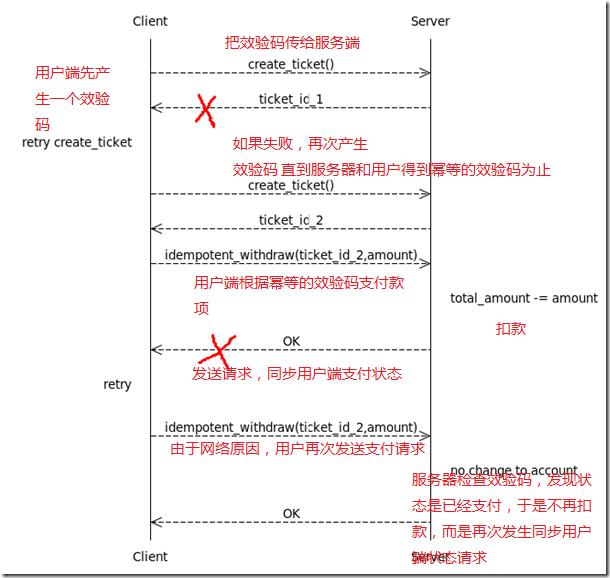 Client Server
把效验码传给服务端
create_ticket()
用户端先产
生一个效验
码
ticket_id_1
retry create_ticket
如果失败，再次产生
效验码 直到服务器和用户得到幂等的效验码为止
create_ticket()
ticket_id_2
idempotent_withdraw(ticket_id_2,amount)
用户端根据幂等的效验码支付款
项
total_amount -= amount
扣款
OK
发送请求，同步用户端支付状态
retry
idempotent_withdraw(ticket_id_2,amount)
由于网络原因，用户再次发送支付请求
no change to account
服务器检查效验码，发现状
态是已经支付，于是不再扣
款，而是再次发生同步用户
端状态请求
OK
Client Server